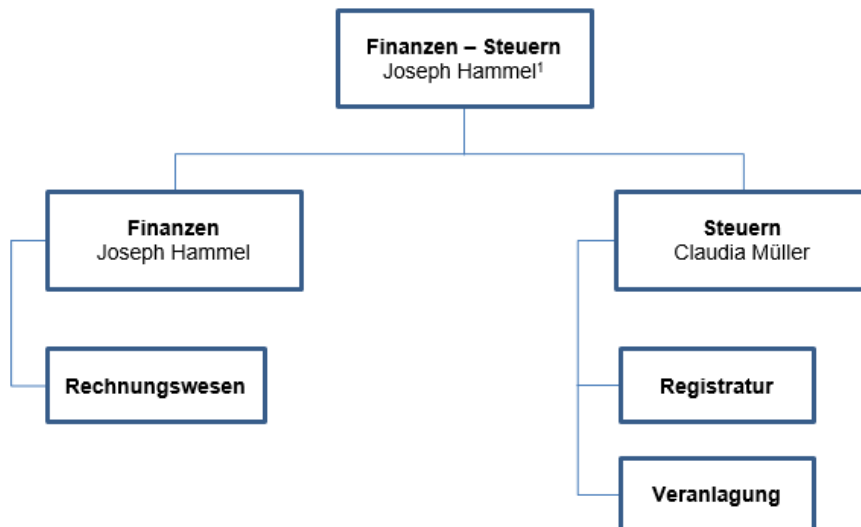 Finanzen – Steuern
Joseph Hammel¹
Finanzen
Joseph Hammel
Steuern
Claudia Müller
Rechnungswesen
Registratur
Veranlagung